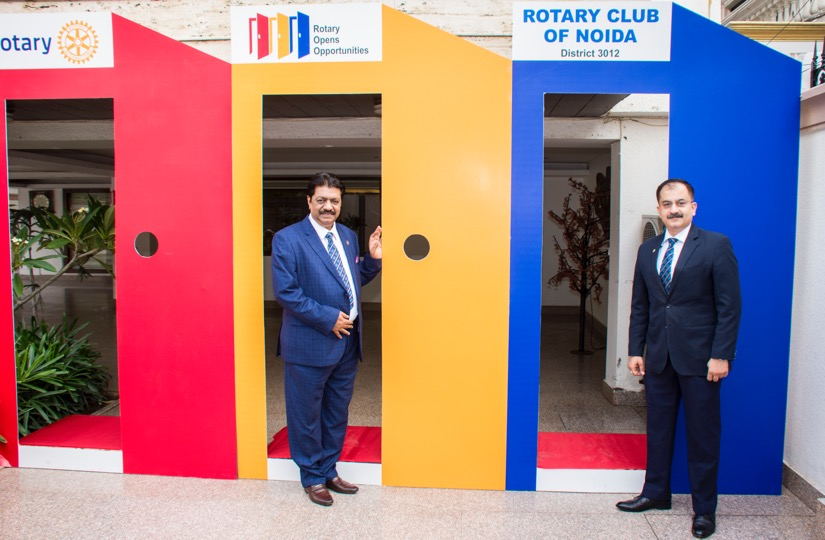 otary
Rotary
Opens
Opportunities
ROTARY CLUB
OF NOIDA
District 3012